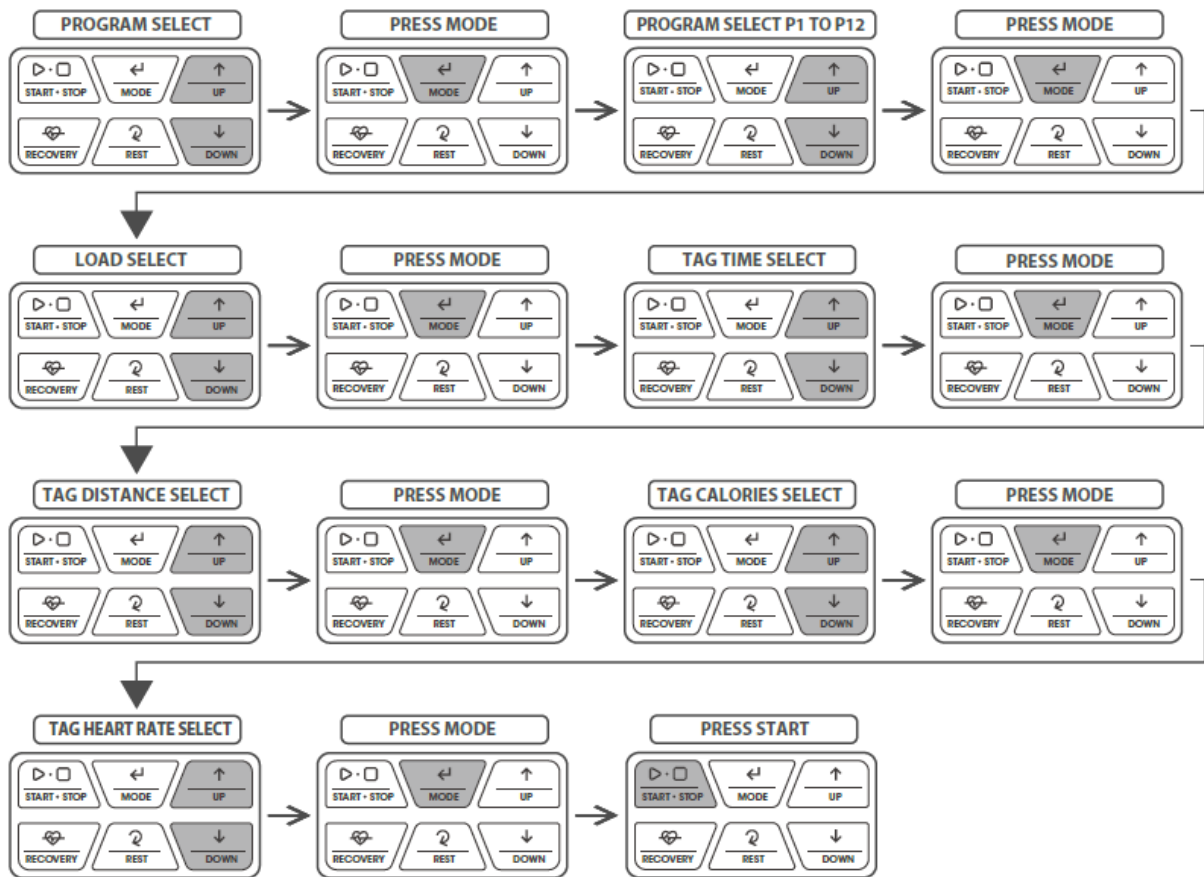 PROGRAM SELECT PRESS MODE PROGRAM SELECT P1 TO P12 PRESS MODE
START • STOP MODE UP START • STOP MODE UP START • STOP MODE UP START • STOP MODE UP
RECOVERY REST DOWN RECOVERY REST DOWN RECOVERY REST DOWN RECOVERY REST DOWN
LOAD SELECT PRESS MODE TAG TIME SELECT PRESS MODE
START • STOP MODE UP START • STOP MODE UP START • STOP MODE UP START • STOP MODE UP
RECOVERY REST DOWN RECOVERY REST DOWN RECOVERY REST DOWN RECOVERY REST DOWN
TAG DISTANCE SELECT PRESS MODE TAG CALORIES SELECT PRESS MODE
START • STOP MODE UP START • STOP MODE UP START • STOP MODE UP START • STOP MODE UP
RECOVERY REST DOWN RECOVERY REST DOWN RECOVERY REST DOWN RECOVERY REST DOWN
TAG HEART RATE SELECT PRESS MODE PRESS START
START • STOP MODE UP START • STOP MODE UP START • STOP MODE UP
RECOVERY REST DOWN RECOVERY REST DOWN RECOVERY REST DOWN